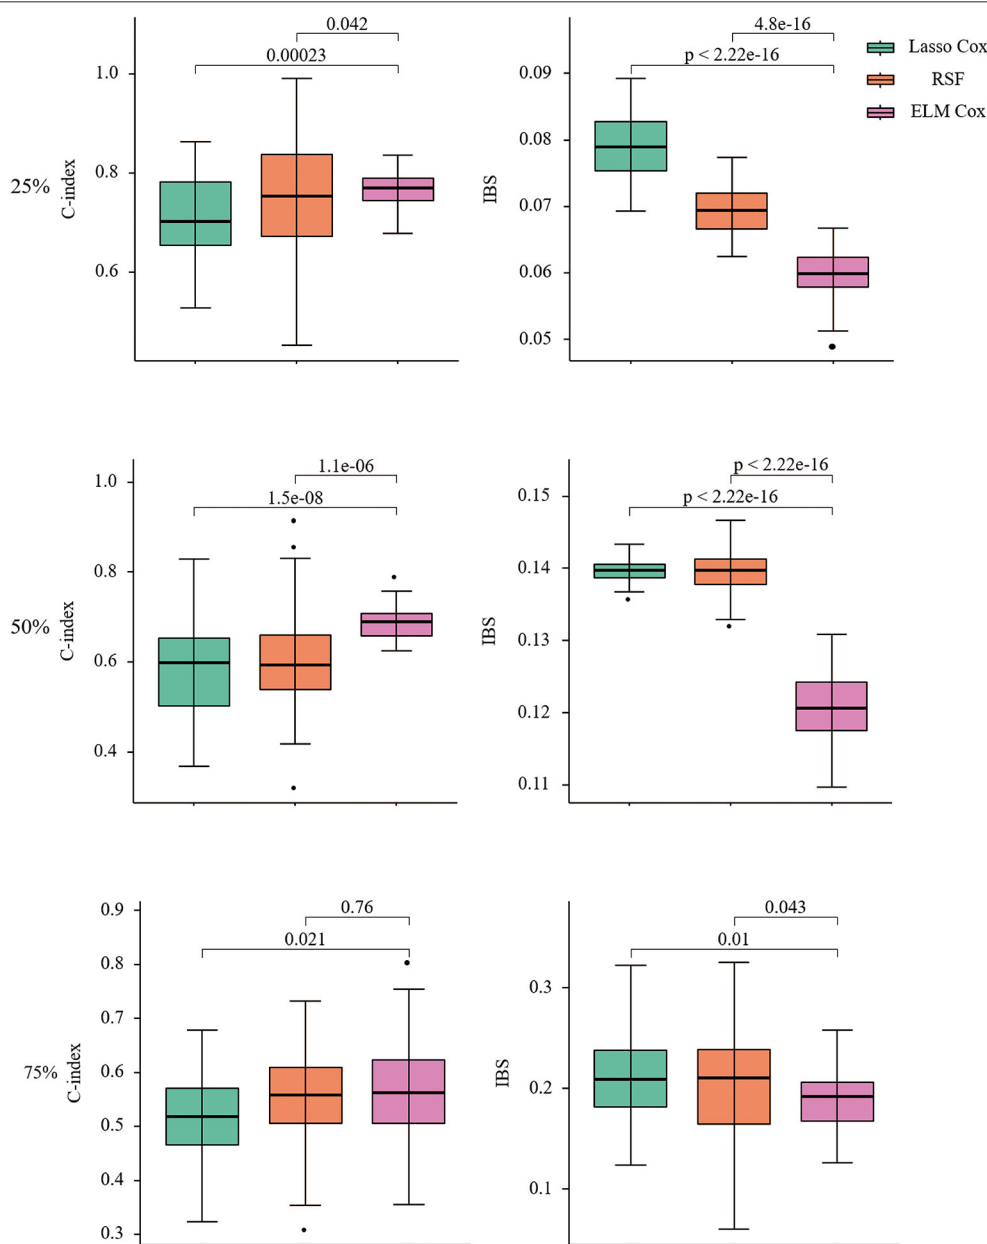 0.042
0.00023
1.0
0.8
0.6
25%
C-index
4.8e-16
p < 2.22e-16
0.09
0.08
0.07
0.06
0.05
IBS
Lasso Cox
RSF
ELM Cox
1.1e-06
1.5e-08
1.0
0.8
0.6
0.4
50%
C-index
p < 2.22e-16
p < 2.22e-16
0.15
0.14
0.13
0.12
0.11
IBS
0.76
0.021
0.9
0.8
0.7
0.6
0.5
0.4
0.3
75%
C-index
0.043
0.01
0.3
0.2
0.1
IBS